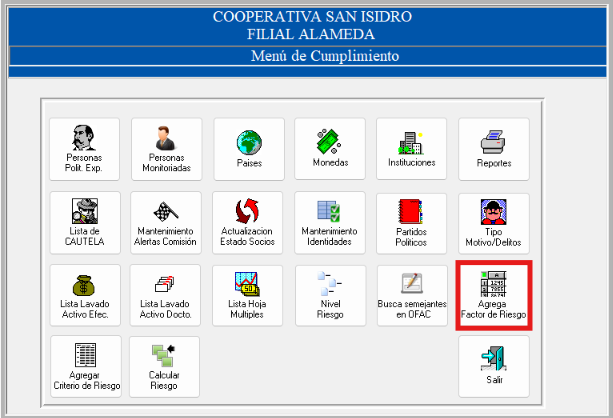 COOPERATIVA SAN ISIDRO
FILIAL ALAMEDA
Menú de Cumplimiento
Personas
Polit. Exp.
Personas
Monitoriadas
Paises
Monedas
Instituciones
Reportes
Lista de
CAUTELA
Mantenimiento
Alertas Comisión
Actualizacion
Estado Socios
Mantenimiento
Identidades
Partidos
Politicos
Tipo
Motivo/Delitos
Lista Lavado
Activo Efec.
Lista Lavado
Activo Docto.
Lista Hoja
Multiples
Nivel
Riesgo
Busca semejantes
en OFAC
Agrega
Factor de Riesgo
Agregar
Criterio de Riesgo
Calcular
Riesgo
Salir